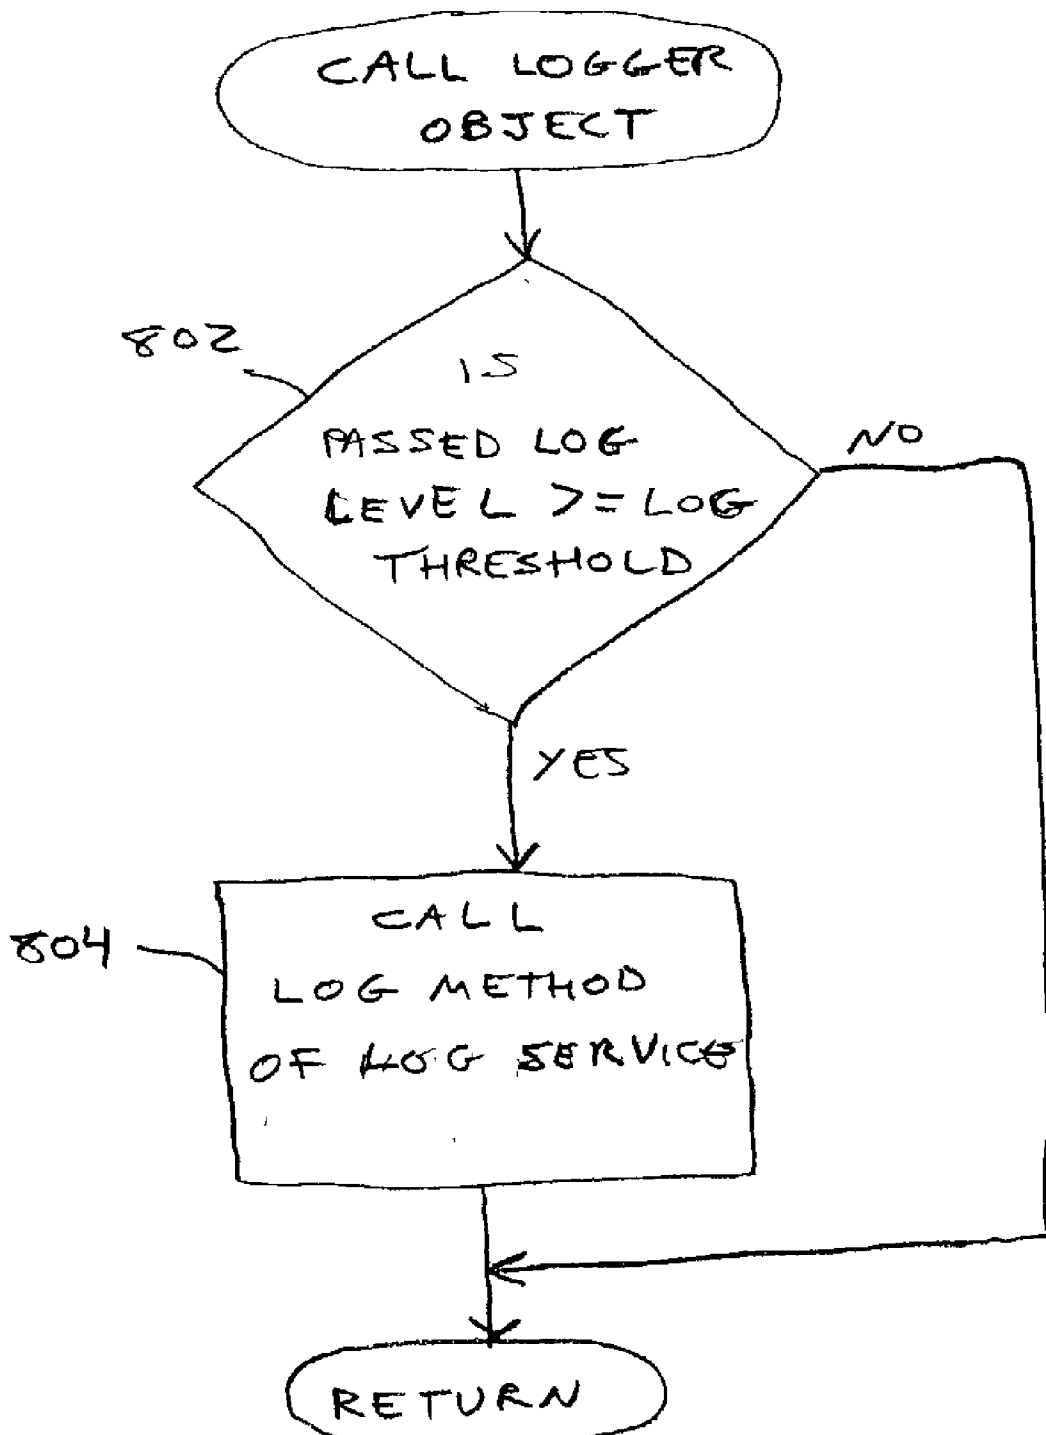 CALL LOGGER
OBJECT
802
IS
PASSED LOG
LEVEL >= LOG
THRESHOLD
NO
YES
804
CALL
LOG METHOD
OF LOG SERVICE
RETURN